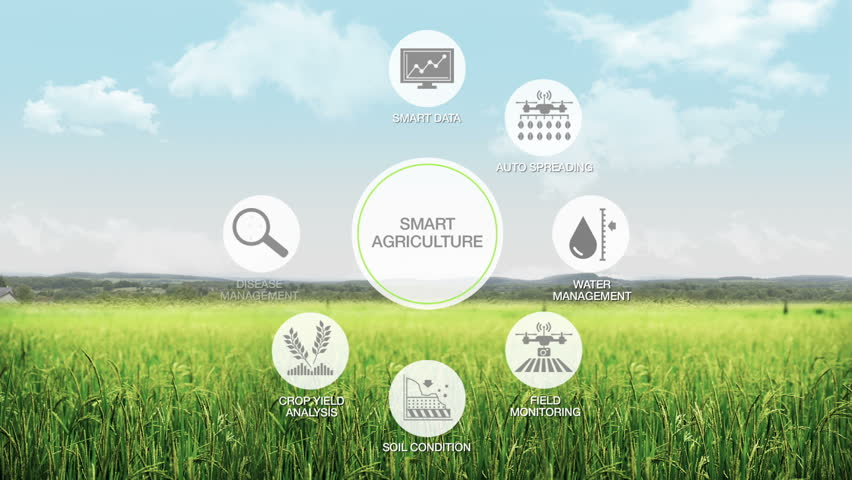 SMART DATA
AUTO SPREADING
SMART
AGRICULTURE
DISEASE
MANAGEMENT
WATER
MANAGEMENT
CROP YIELD
ANALYSIS
FIELD
MONITORING
SOIL CONDITION